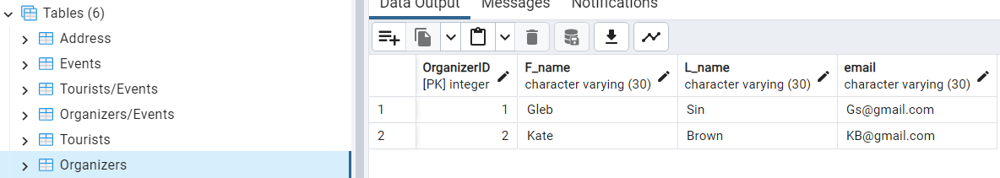 Tables (6)
Address
Events
Tourists/Events
Organizers/Events
Tourists
Organizers
Data Output Messages Notifications
OrganizerID F_name L_name email
[PK] integer character varying (30) character varying (30) character varying (30)
1 1 Gleb Sin Gs@gmail.com
2 2 Kate Brown KB@gmail.com